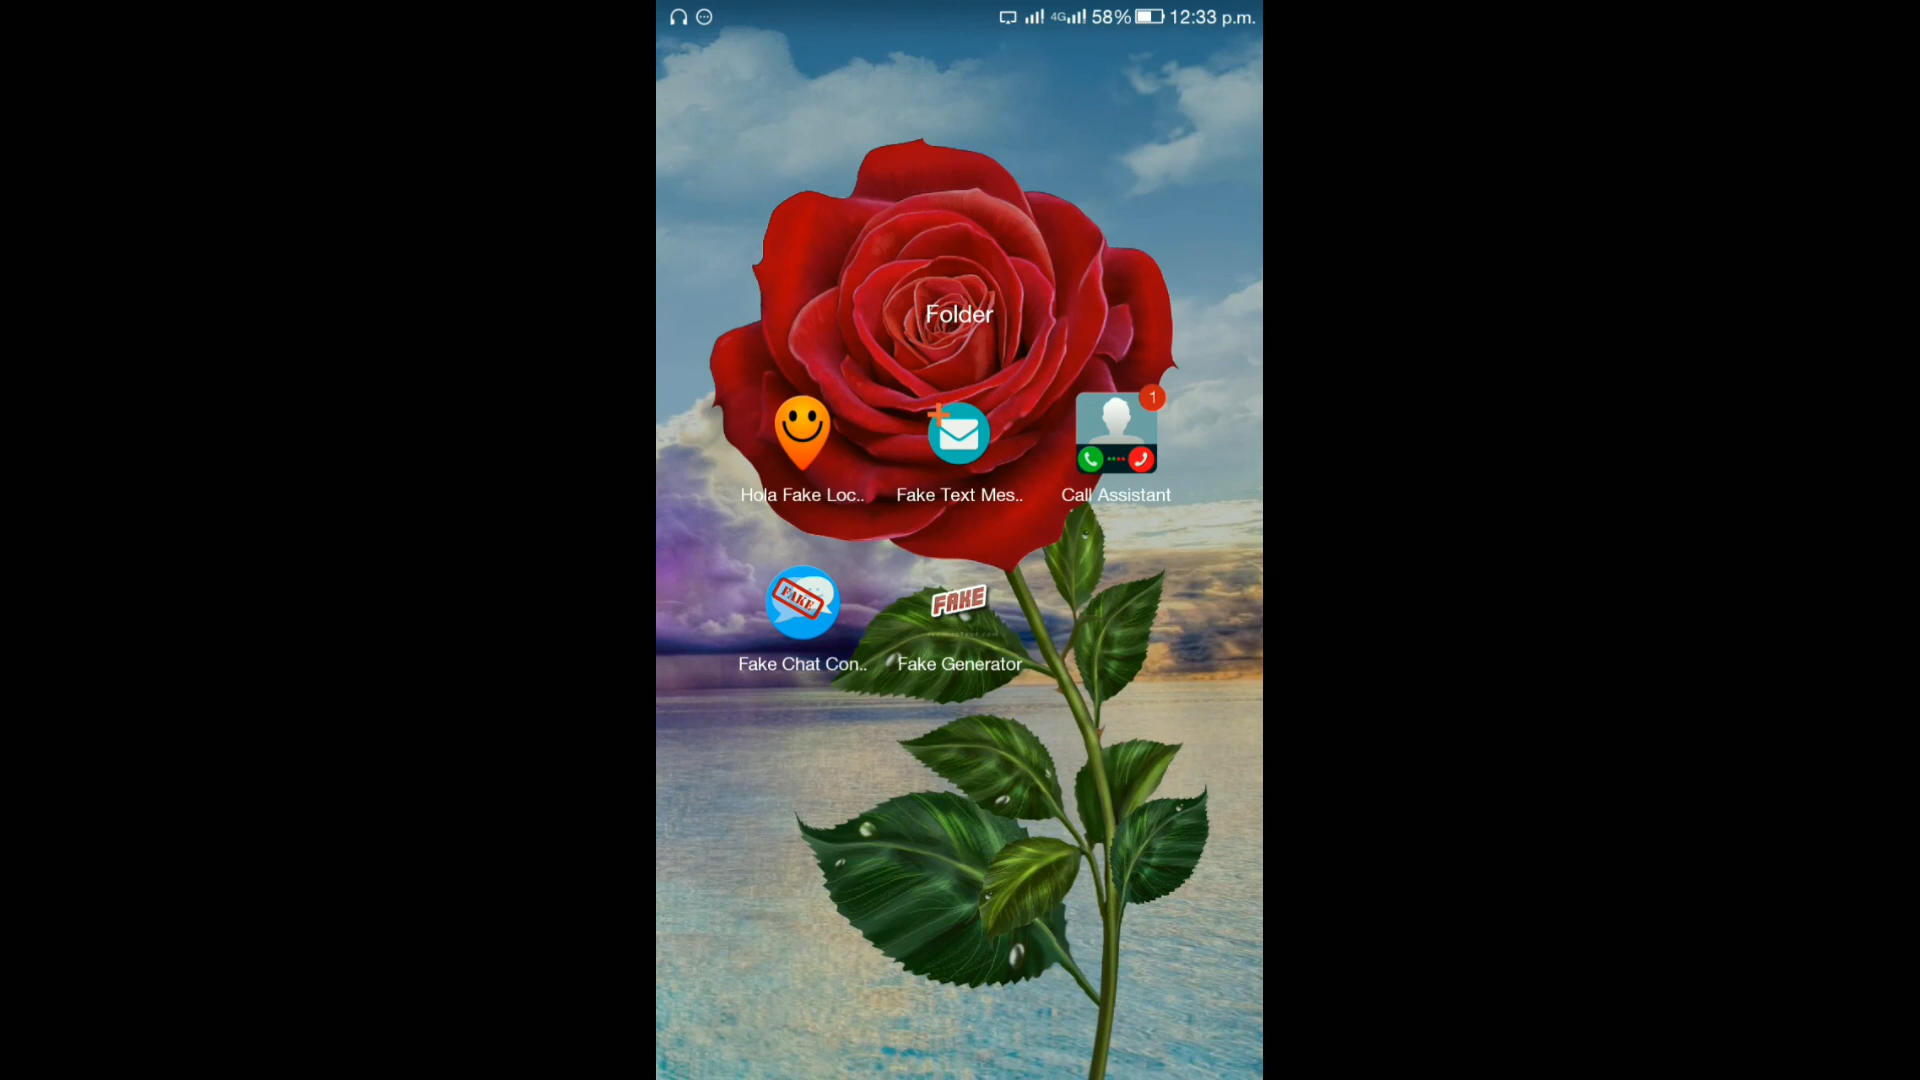 4G 58% 12:33 p.m.
Folder
1
Hola Fake Loc.. Fake Text Mes.. Call Assistant
FAKE FAKE
Fake Chat Con.. Fake Generator